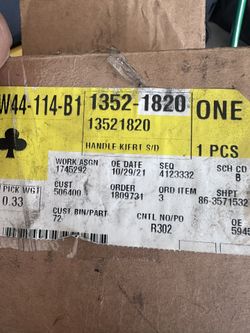 W44-114-B1 1352-1820 ONE
13521820
HANDLE KIERT S/D 1 PCS
WORK ASGN OE DATE SEQ SCH CD
1745292 10/29/21 4123332 B
PICK WGT CUST ORDER ORD ITEM SHPT
0.33 506400 1809731 3 86-3571532
CUST BIN/PART CNTL NO/PO OE
72 R302 5945